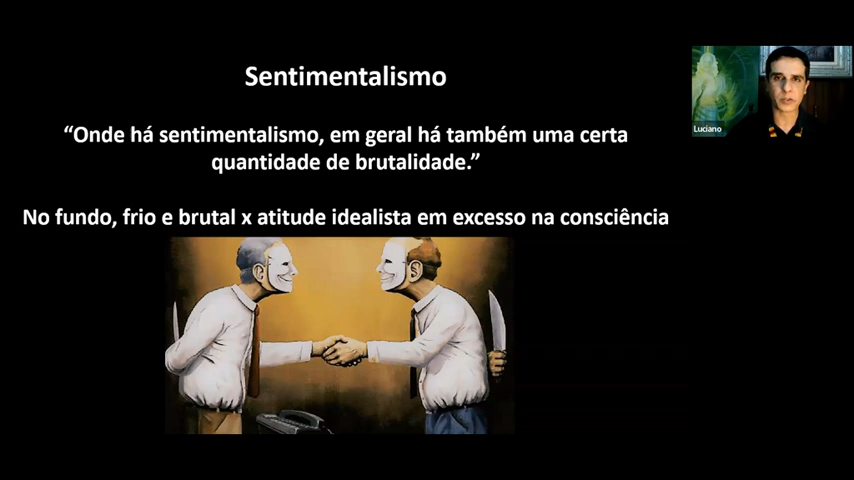 Sentimentalismo
“Onde há sentimentalismo, em geral há também uma certa
quantidade de brutalidade.”
No fundo, frio e brutal x atitude idealista em excesso na consciência
Luciano